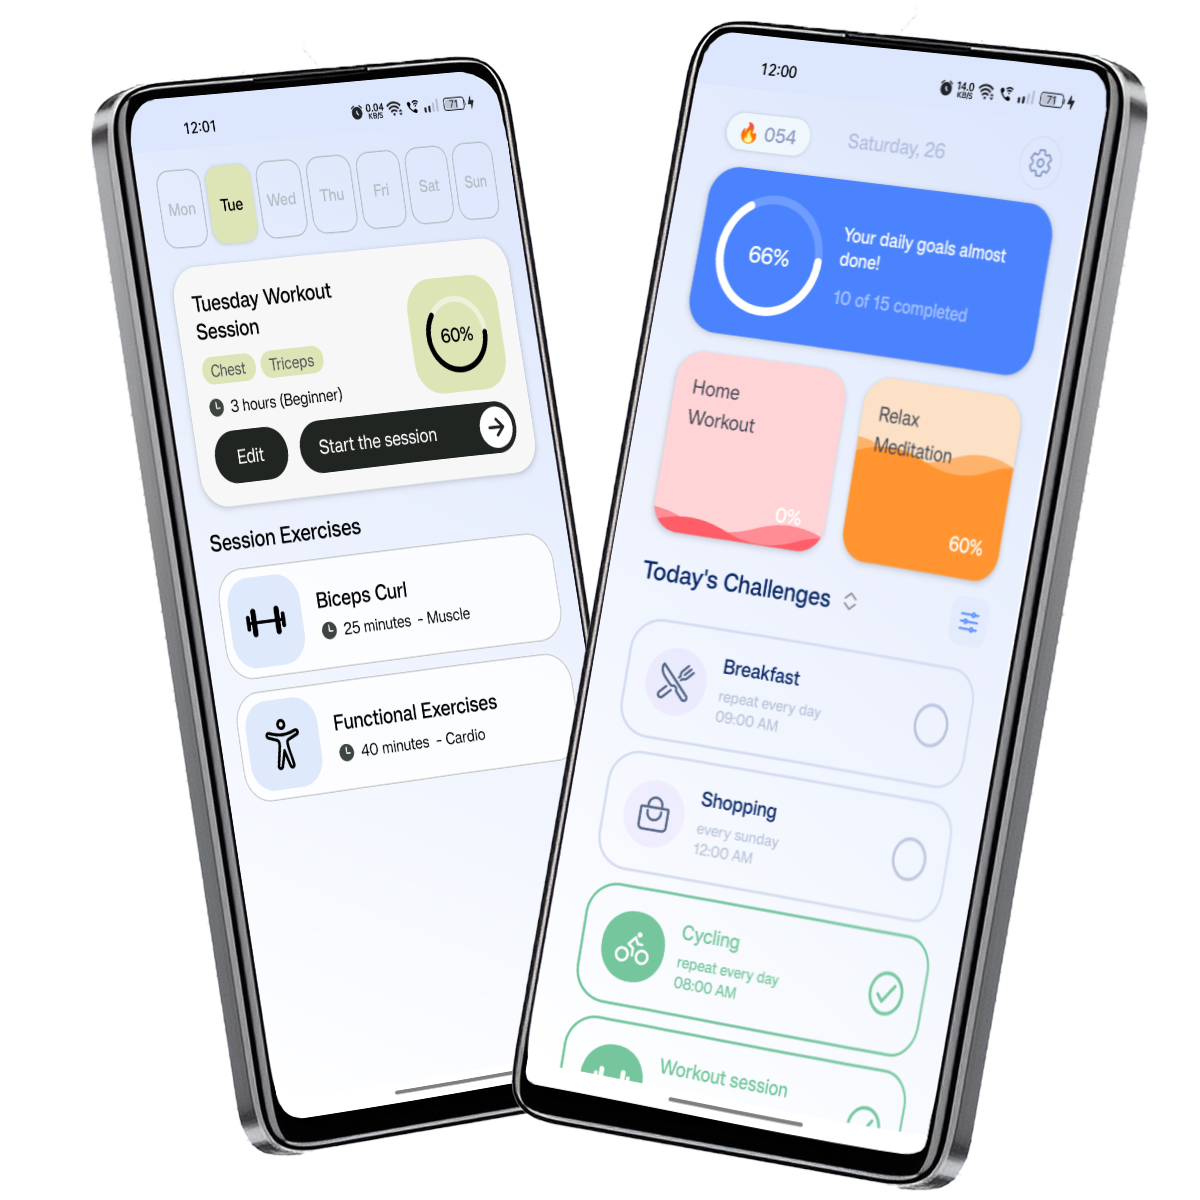 12:01
0.04
KB/S
71
Mon
Tue
Wed
Thu
Fri
Sat
Sun
Tuesday Workout
Session
60%
Chest
Triceps
3 hours (Beginner)
Edit
Start the session
Session Exercises
Biceps Curl
25 minutes - Muscle
Functional Exercises
40 minutes - Cardio
12:00
14.0
KB/S
71
054
Saturday, 26
66%
Your daily goals almost
done!
10 of 15 completed
Home
Workout
0%
Relax
Meditation
60%
Today's Challenges
Breakfast
repeat every day
09:00 AM
Shopping
every sunday
12:00 AM
Cycling
repeat every day
08:00 AM
Workout session